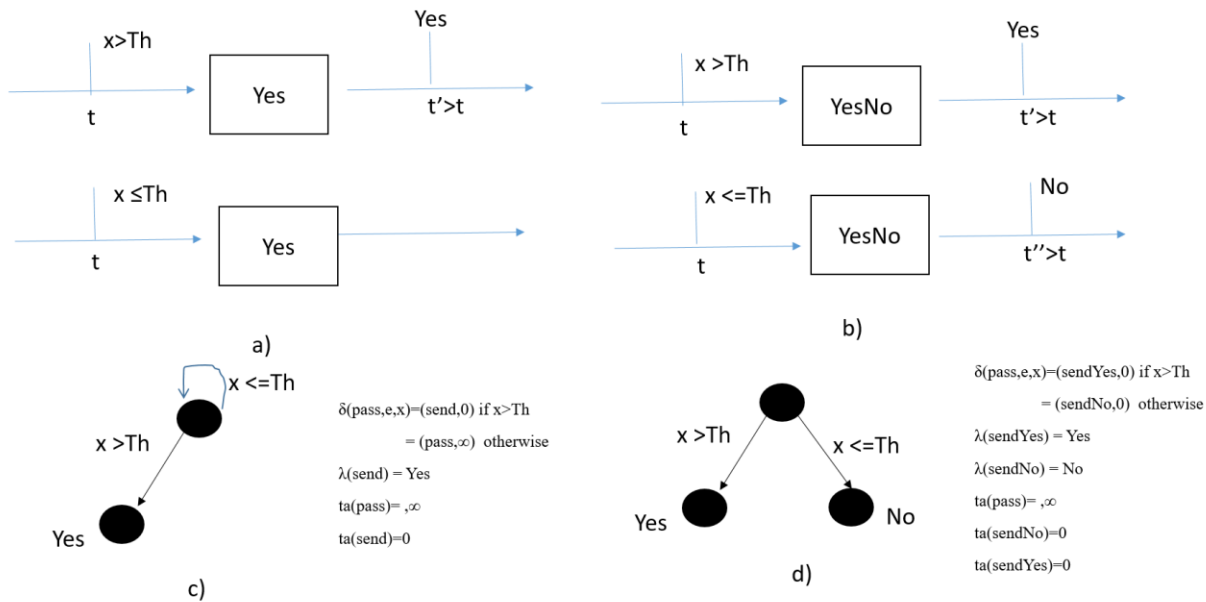 x>Th
Yes
Yes
t
t'>t
x ≤Th
Yes
t
a)
x >Th
Yes
YesNo
t
t'>t
x <=Th
No
YesNo
t
t''>t
b)
x <=Th
x >Th
Yes
δ(pass,e,x)=(send,0) if x>Th
= (pass,∞) otherwise
λ(send) = Yes
ta(pass)= ,∞
ta(send)=0
c)
x >Th
x <=Th
Yes
No
δ(pass,e,x)=(sendYes,0) if x>Th
= (sendNo,0) otherwise
λ(sendYes) = Yes
λ(sendNo) = No
ta(pass)= ,∞
ta(sendNo)=0
ta(sendYes)=0
d)